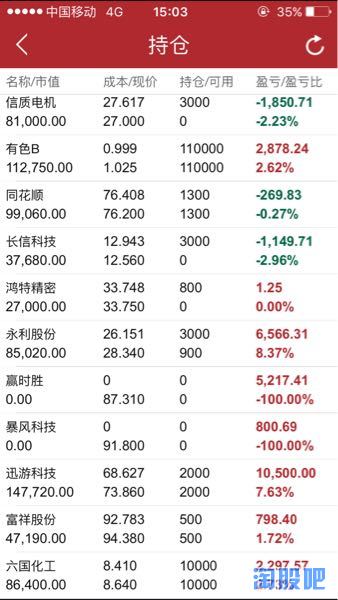 中国移动 4G 15:03 35%
持仓
名称/市值 成本/现价 持仓/可用 盈亏/盈亏比
信质电机 27.617 3000 -1,850.71
81,000.00 27.000 0 -2.23%
有色B 0.999 110000 2,878.24
112,750.00 1.025 110000 2.62%
同花顺 76.408 1300 -269.83
99,060.00 76.200 1300 -0.27%
长信科技 12.943 3000 -1,149.71
37,680.00 12.560 0 -2.96%
鸿特精密 33.748 800 1.25
27,000.00 33.750 0 0.00%
永利股份 26.151 3000 6,566.31
85,020.00 28.340 900 8.37%
赢时胜 0 0 5,217.41
0.00 87.310 0 -100.00%
暴风科技 0 0 800.69
0.00 91.800 0 -100.00%
迅游科技 68.627 2000 10,500.00
147,720.00 73.860 2000 7.63%
富祥股份 92.783 500 798.40
47,190.00 94.380 500 1.72%
六国化工 8.410 10000 2,297.57
86,400.00 8.640 10000 2.73%
淘股吧